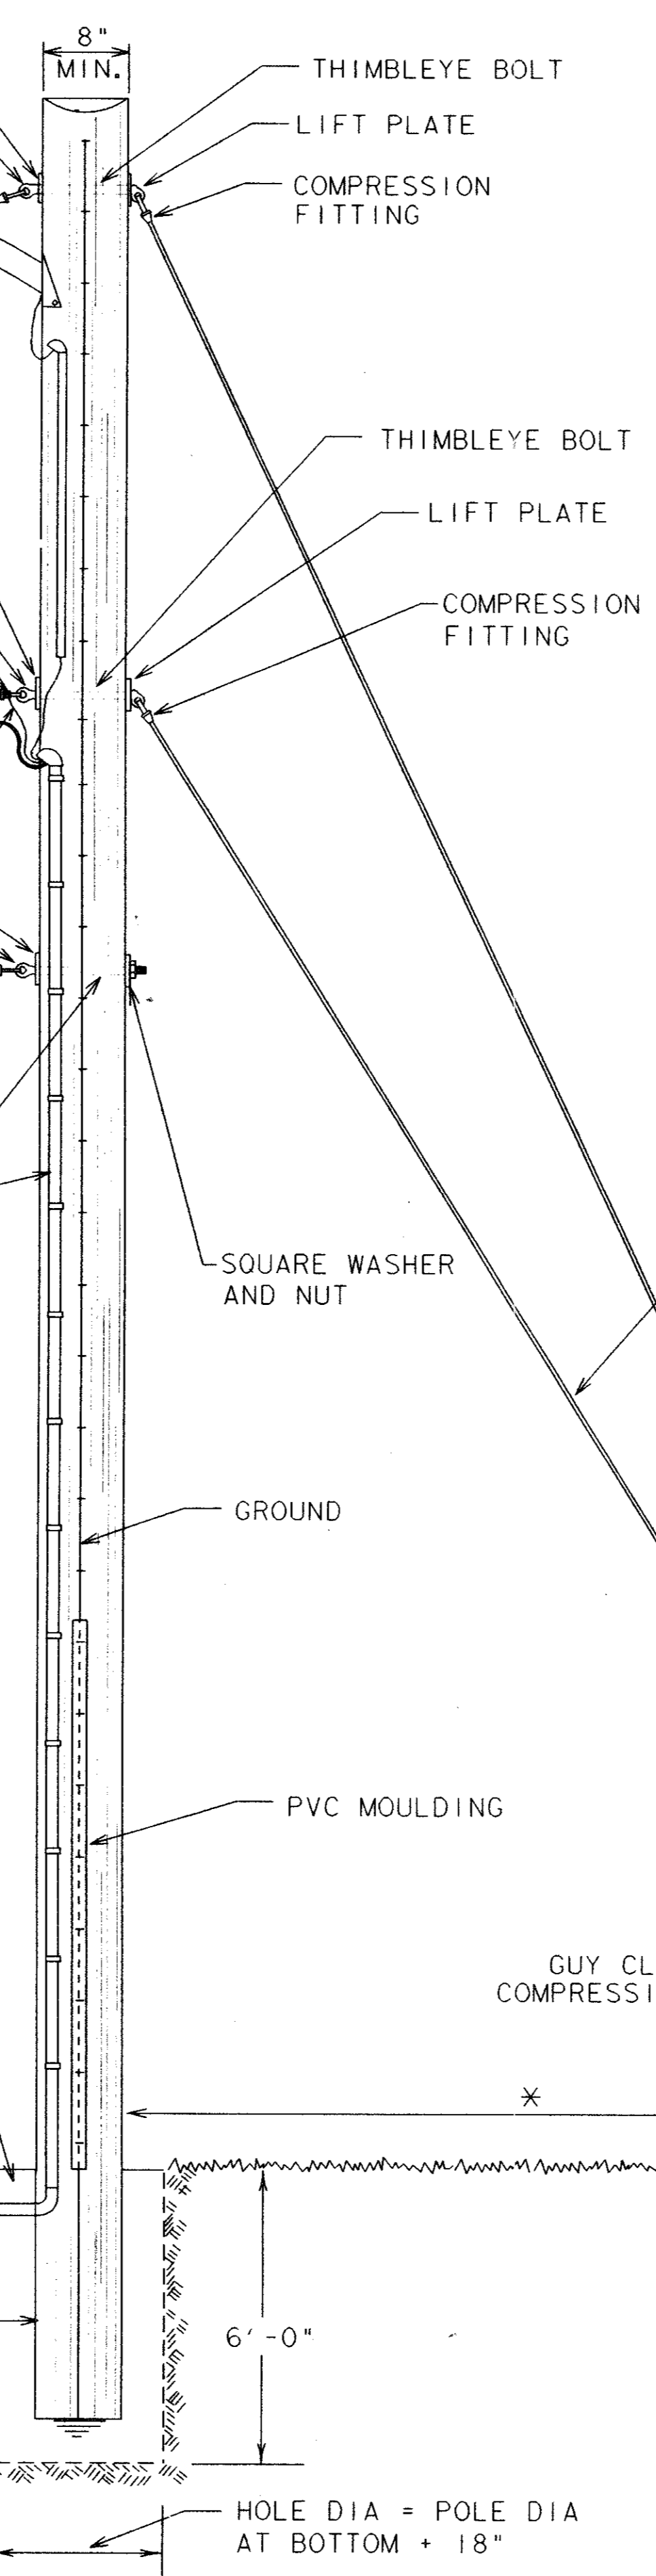 8"
MIN.
THIMBLEYE BOLT
LIFT PLATE
COMPRESSION
FITTING
THIMBLEYE BOLT
LIFT PLATE
COMPRESSION
FITTING
SQUARE WASHER
AND NUT
GROUND
PVC MOULDING
GUY CL
COMPRESSI
*
6'-0"
HOLE DIA = POLE DIA
AT BOTTOM + 18"